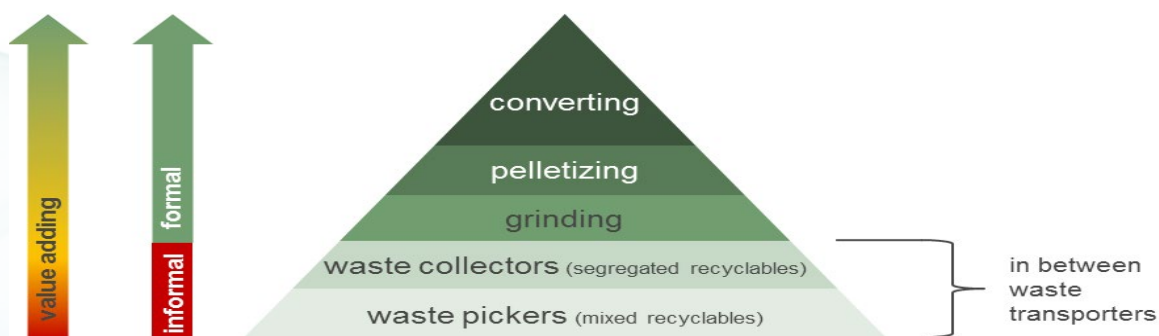 value adding
informal
formal
converting
pelletizing
grinding
waste collectors (segregated recyclables)
waste pickers (mixed recyclables)
in between
waste
transporters